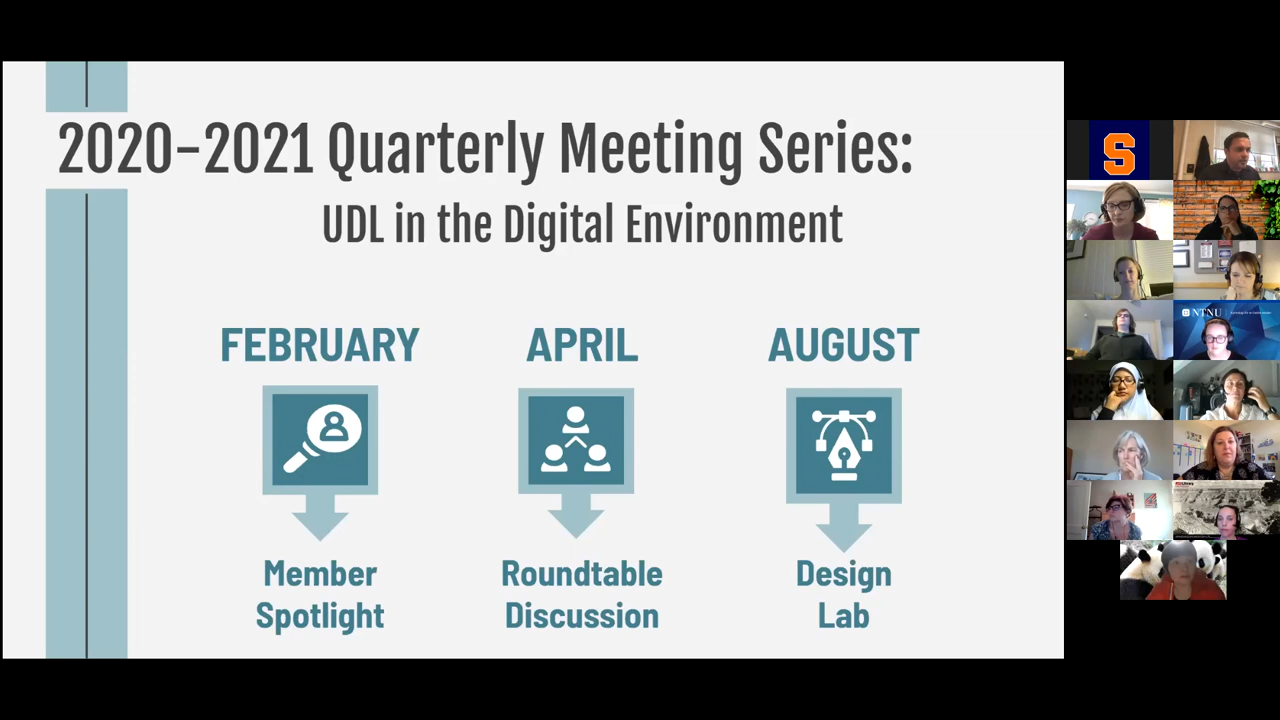 2020-2021 Quarterly Meeting Series:
UDL in the Digital Environment
FEBRUARY
APRIL
AUGUST
Member
Spotlight
Roundtable
Discussion
Design
Lab
S
NTNU